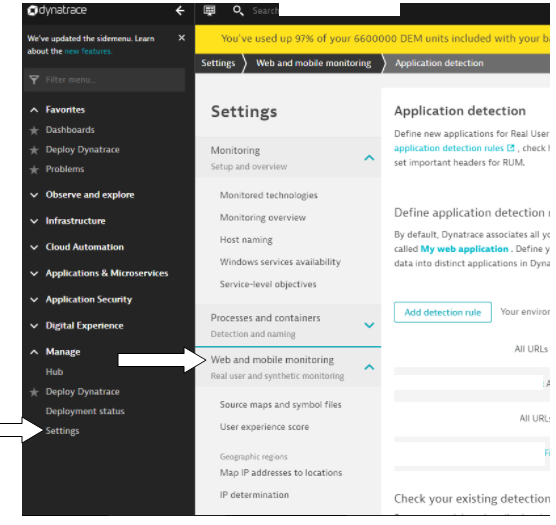 dynatrace
Search
We've updated the sidemenu. Learn
about the new features.
Filter menu...
Favorites
Dashboards
Deploy Dynatrace
Problems
Observe and explore
Infrastructure
Cloud Automation
Applications & Microservices
Application Security
Digital Experience
Manage
Hub
Deploy Dynatrace
Deployment status
Settings
You've used up 97% of your 6600000 DEM units included with your
Settings Web and mobile monitoring Application detection
Settings
Monitoring
Setup and overview
Monitored technologies
Monitoring overview
Host naming
Windows services availability
Service-level objectives
Processes and containers
Detection and naming
Web and mobile monitoring
Real user and synthetic monitoring
Source maps and symbol files
User experience score
Geographic regions
Map IP addresses to locations
IP determination
Application detection
Define new applications for Real User
application detection rules , check
set important headers for RUM.
Define application detection
By default, Dynatrace associates all
called My web application . Define
data into distinct applications in
Add detection rule Your
All URLs
All URLs
Check your existing detection